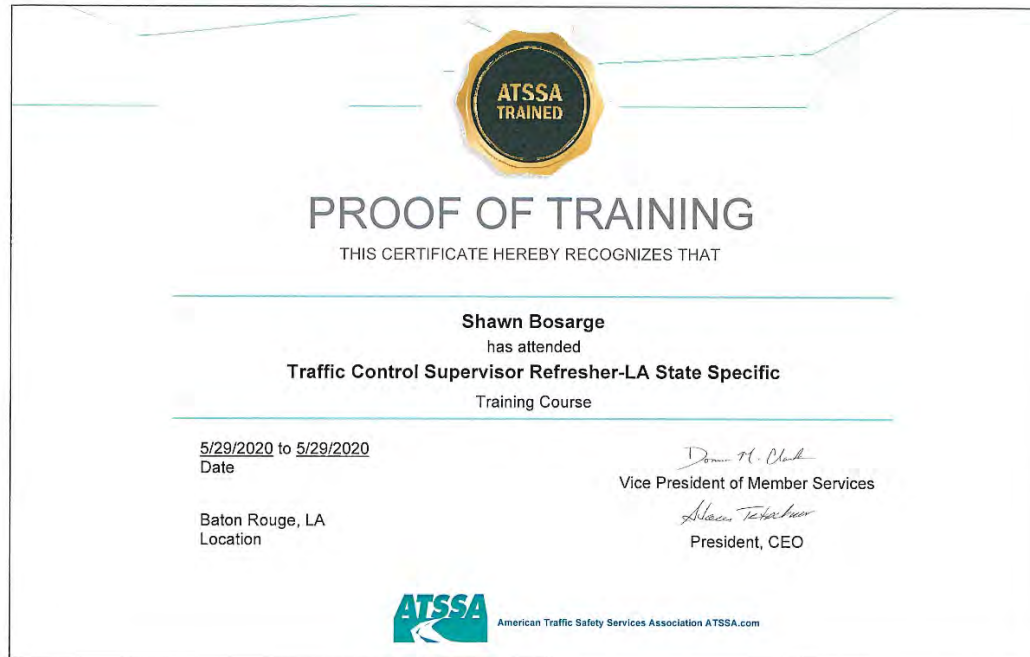 ATSSA
TRAINED
PROOF OF TRAINING
THIS CERTIFICATE HEREBY RECOGNIZES THAT
Shawn Bosarge
has attended
Traffic Control Supervisor Refresher-LA State Specific
Training Course
5/29/2020 to 5/29/2020
Date
Donna M. Clark
Vice President of Member Services
Baton Rouge, LA
Location
President, CEO
ATSSA
American Traffic Safety Services Association ATSSA.com